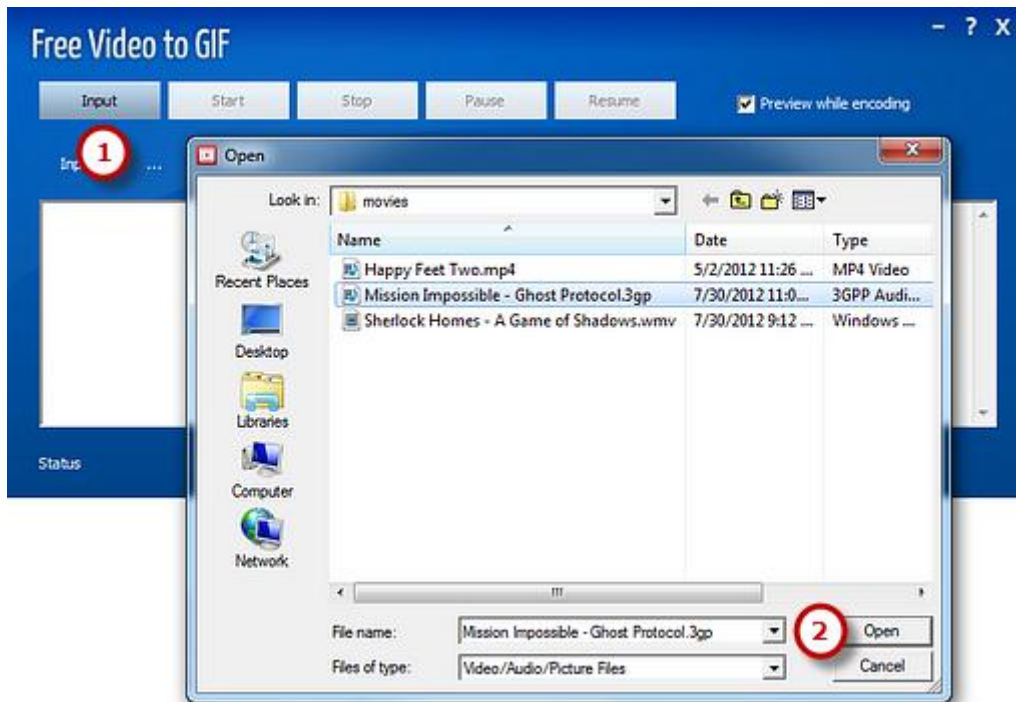 Free Video to GIF
– ? X
Input Start Stop Pause Resume Preview while encoding
1
...
Open
Look in: movies
Name Date Type
Happy Feet Two.mp4 5/2/2012 11:26 ... MP4 Video
Mission Impossible - Ghost Protocol.3gp 7/30/2012 11:0... 3GPP Audi...
Sherlock Homes - A Game of Shadows.wmv 7/30/2012 9:12 ... Windows ...
Recent Places
Desktop
Libraries
Computer
Network
Status
File name: Mission Impossible - Ghost Protocol.3gp 2 Open
Files of type: Video/Audio/Picture Files Cancel